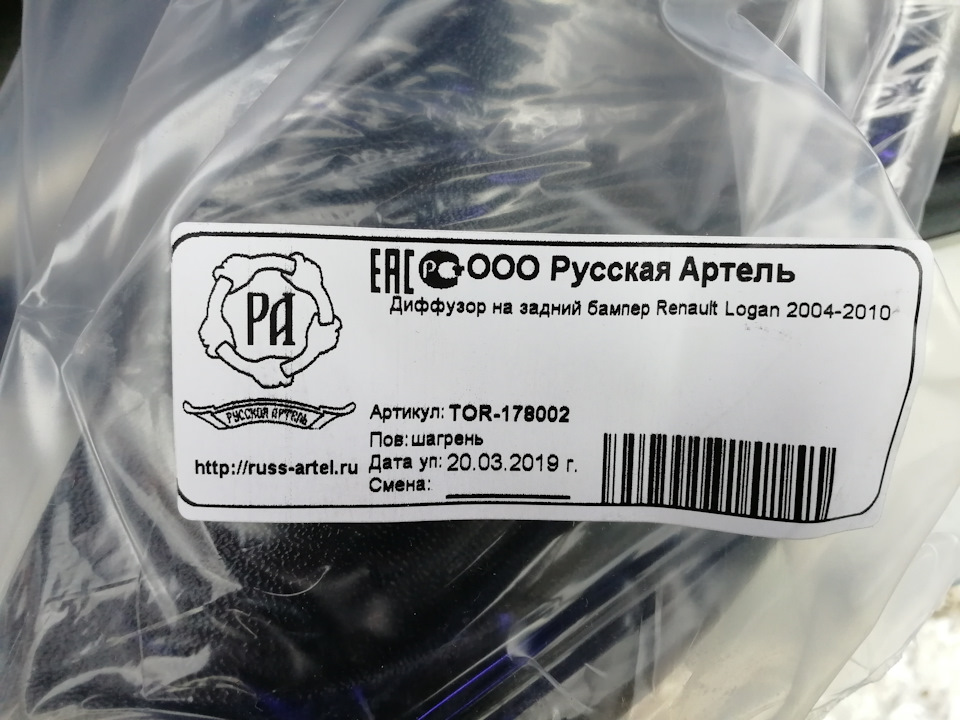 РА
РУССКАЯ АРТЕЛЬ
http://russ-artel.ru
EAC РС ООО Русская Артель
Диффузор на задний бампер Renault Logan 2004-2010
Артикул: TOR-178002
Пов: шагрень
Дата уп: 20.03.2019 г.
Смена: